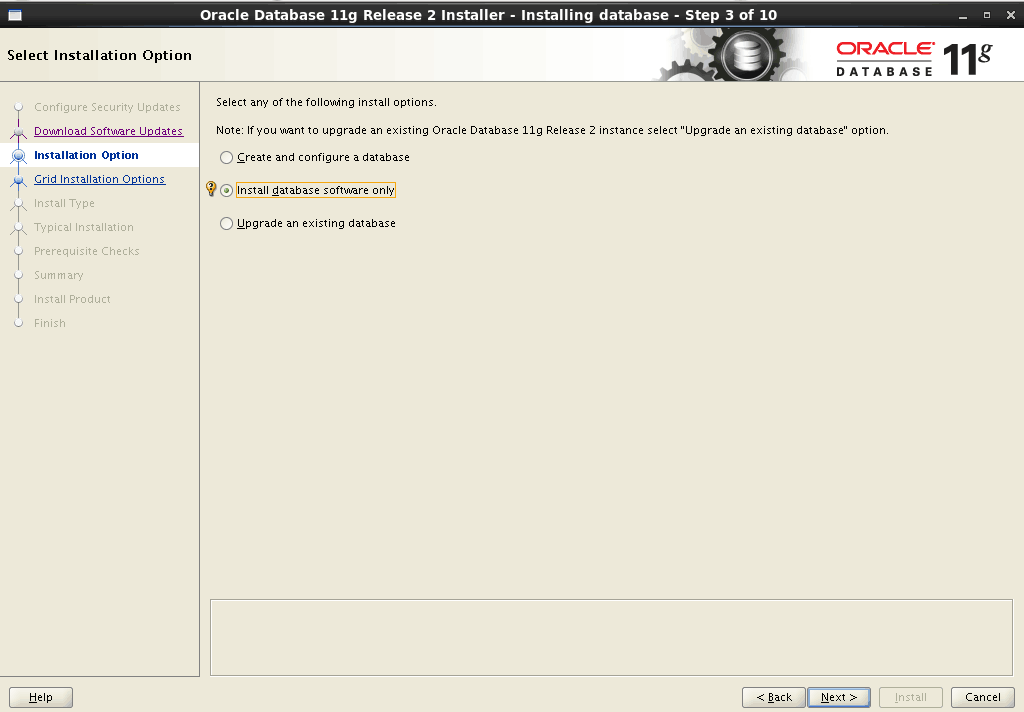 Oracle Database 11g Release 2 Installer - Installing database - Step 3 of 10
Select Installation Option
ORACLE
DATABASE
11g
Configure Security Updates
Download Software Updates
Installation Option
Grid Installation Options
Install Type
Typical Installation
Prerequisite Checks
Summary
Install Product
Finish
Select any of the following install options.
Note: If you want to upgrade an existing Oracle Database 11g Release 2 instance select "Upgrade an existing database" option.
Create and configure a database
Install database software only
Upgrade an existing database
Help
< Back
Next >
Install
Cancel